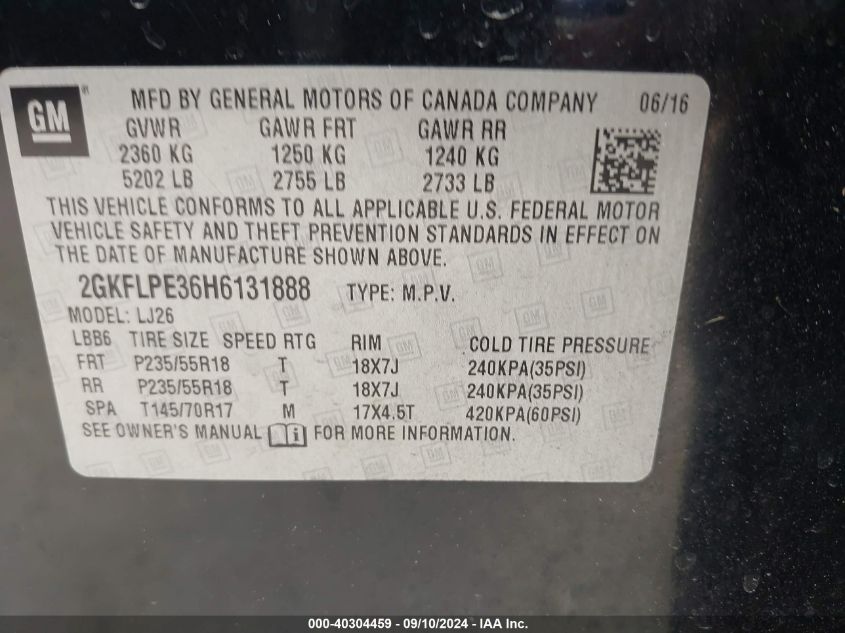 GM ® MFD BY GENERAL MOTORS OF CANADA COMPANY 06/16
GVWR GAWR FRT GAWR RR
2360 KG 1250 KG 1240 KG
5202 LB 2755 LB 2733 LB
THIS VEHICLE CONFORMS TO ALL APPLICABLE U.S. FEDERAL MOTOR
VEHICLE SAFETY AND THEFT PREVENTION STANDARDS IN EFFECT ON
THE DATE OF MANUFACTURE SHOWN ABOVE.
2GKFLPE36H6131888 TYPE: M.P.V.
MODEL: LJ26
LBB6 TIRE SIZE SPEED RTG RIM COLD TIRE PRESSURE
FRT P235/55R18 T 18X7J 240KPA(35PSI)
RR P235/55R18 T 18X7J 240KPA(35PSI)
SPA T145/70R17 M 17X4.5T 420KPA(60PSI)
SEE OWNER'S MANUAL i FOR MORE INFORMATION.
000-40304459 - 09/10/2024 - IAA Inc.